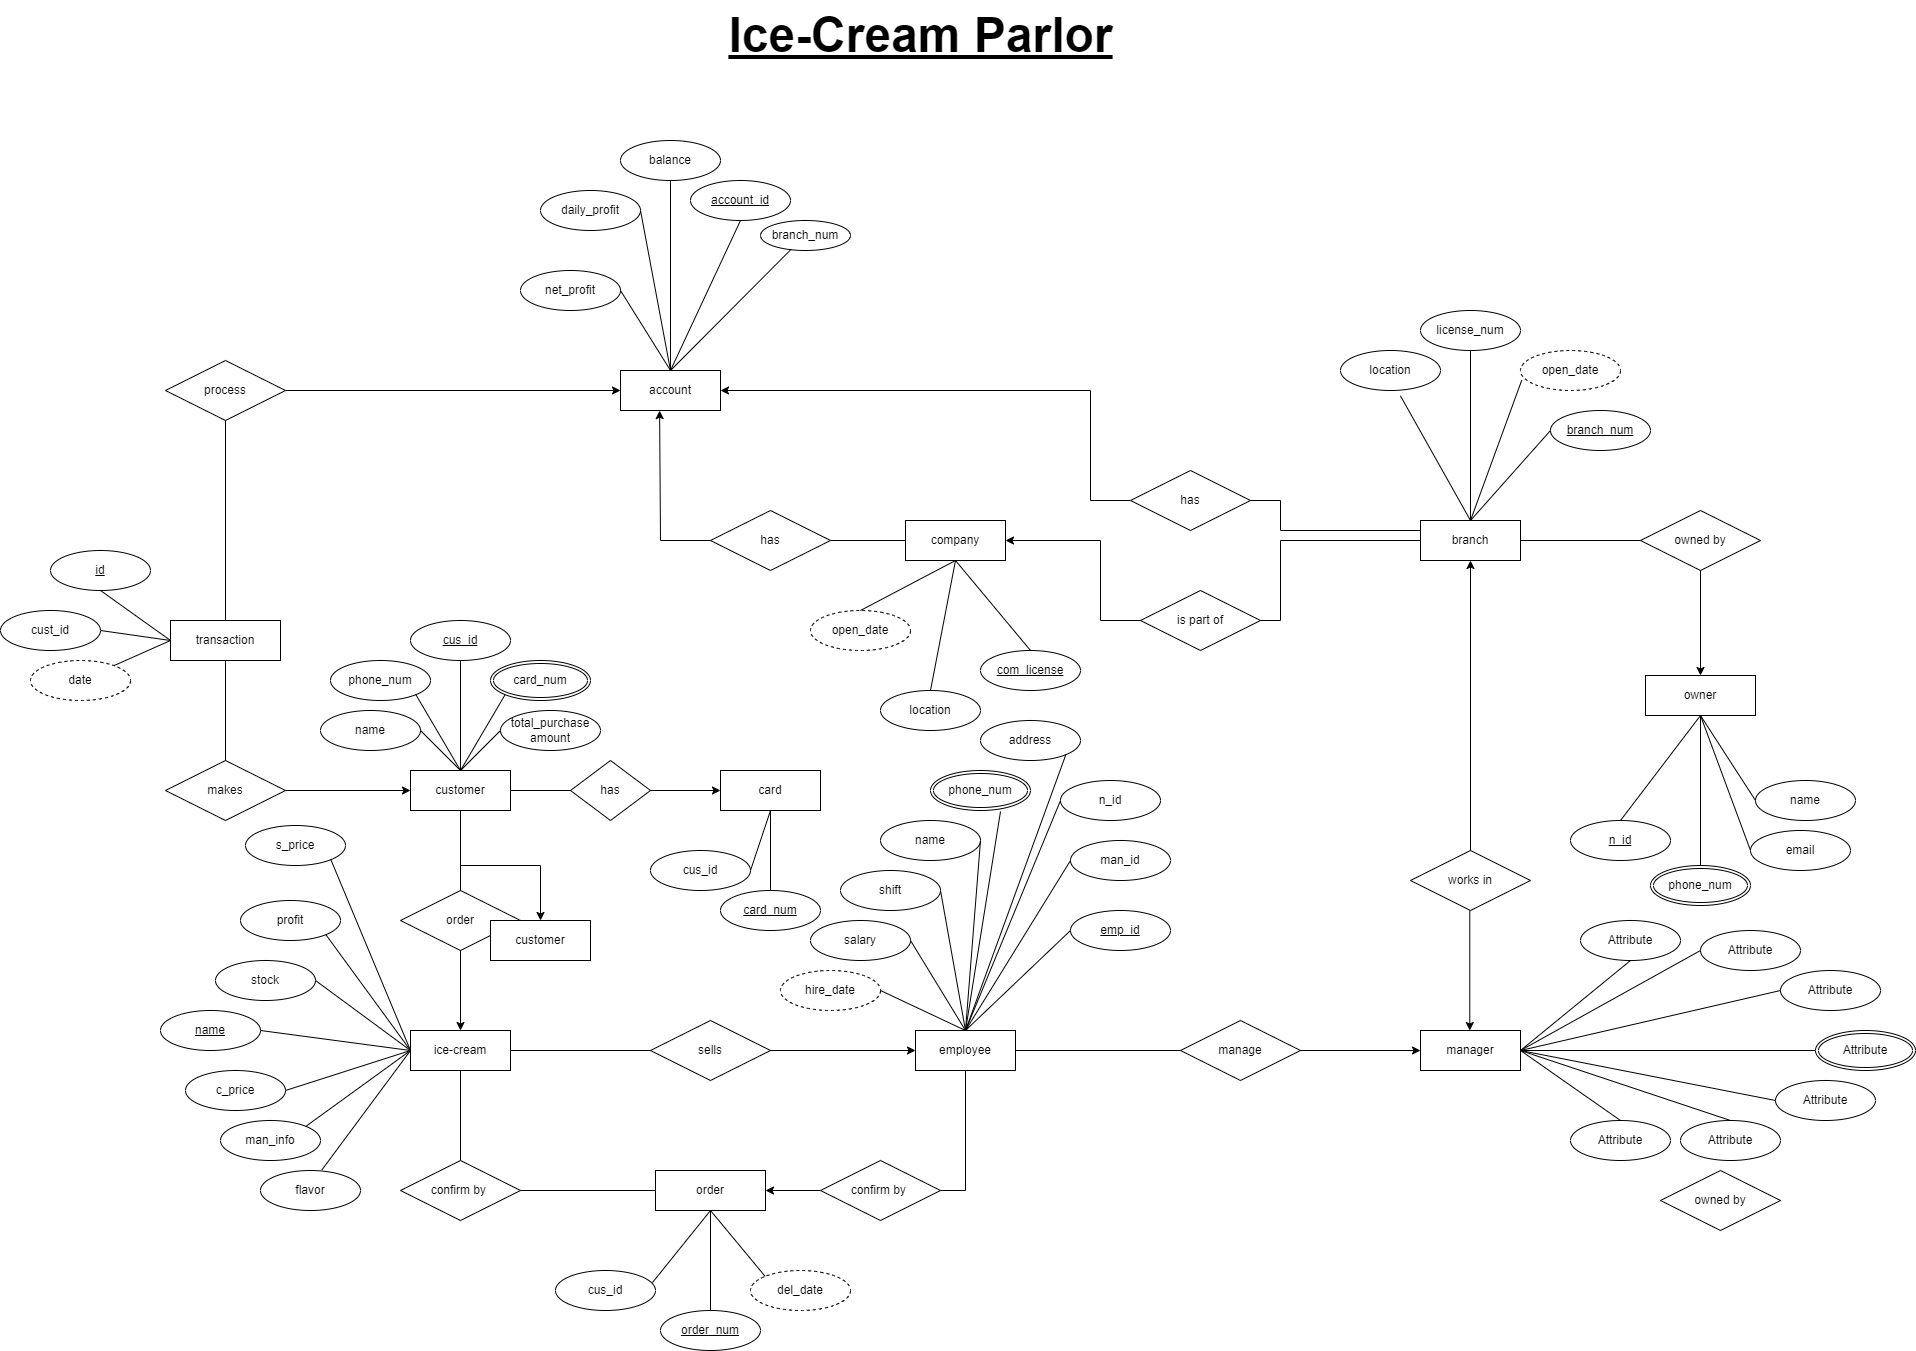 Ice-Cream Parlor
balance
account_id
daily_profit
branch_num
net_profit
license_num
location
open_date
process
account
branch_num
has
has
company
branch
owned by
id
is part of
cust_id
transaction
open_date
cus_id
date
phone_num
card_num
com_license
owner
location
name
total_purchase
amount
address
makes
customer
has
card
phone_num
n_id
name
s_price
name
n_id
email
man_id
cus_id
works in
phone_num
shift
profit
order
card_num
emp_id
customer
salary
Attribute
Attribute
stock
hire_date
Attribute
name
ice-cream
sells
employee
manage
manager
Attribute
c_price
Attribute
man_info
Attribute
Attribute
flavor
confirm by
order
confirm by
owned by
cus_id
del_date
order_num